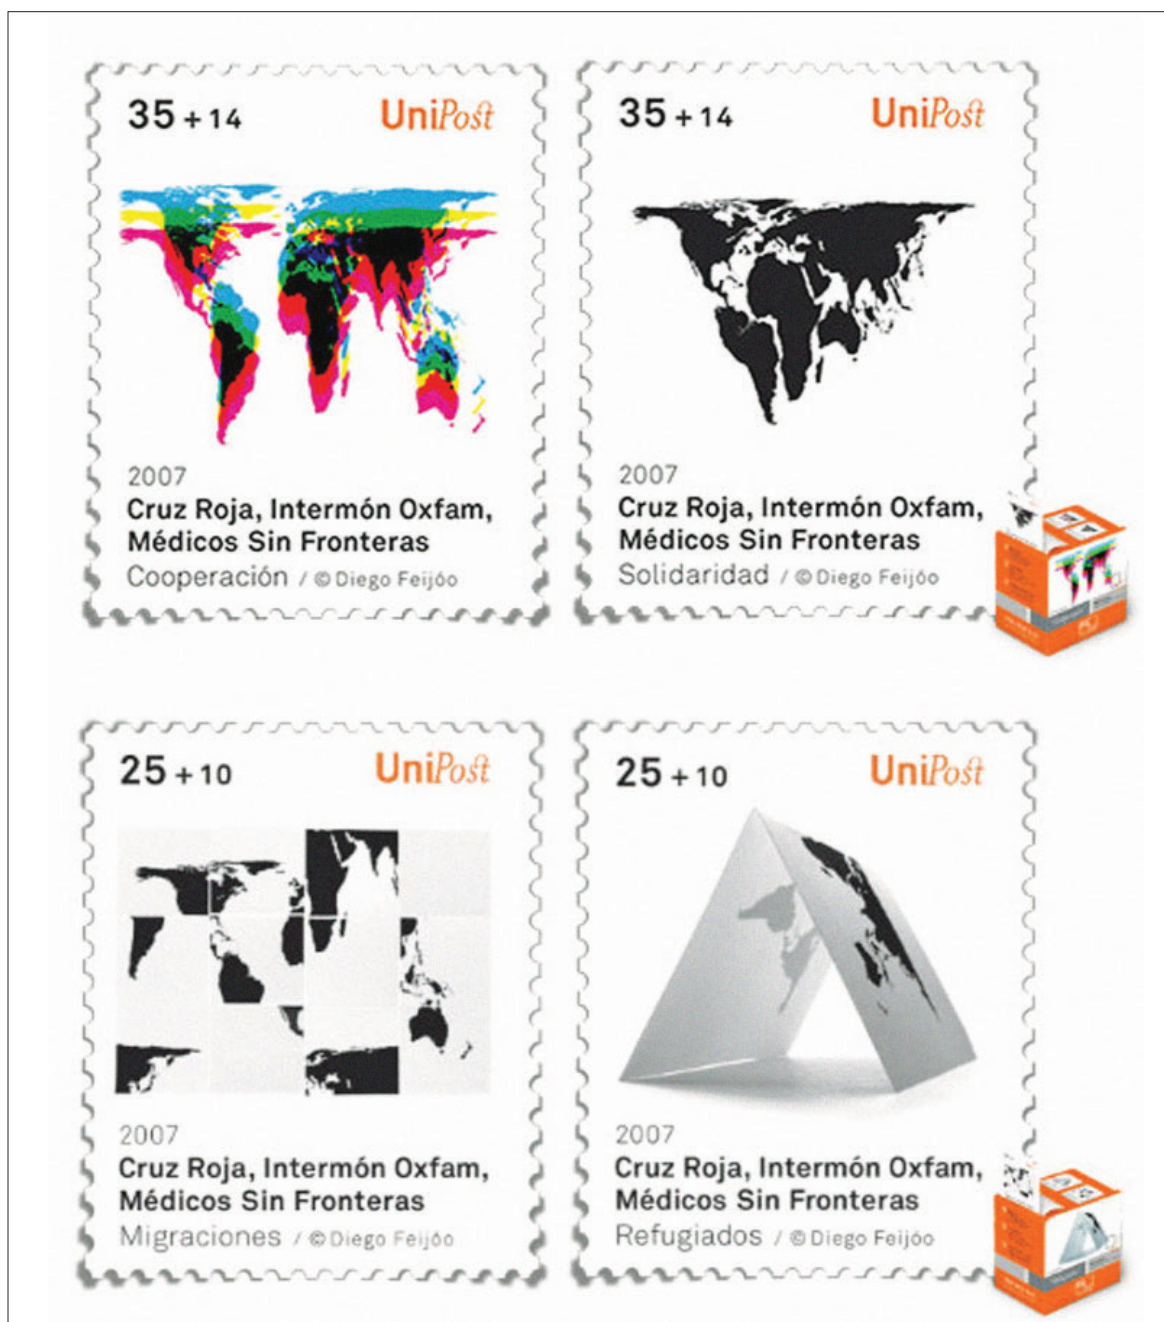 35 + 14 UniPost
2007
Cruz Roja, Intermón Oxfam,
Médicos Sin Fronteras
Cooperación / © Diego Feijóo
35 + 14 UniPost
2007
Cruz Roja, Intermón Oxfam,
Médicos Sin Fronteras
Solidaridad / © Diego Feijóo
25 + 10 UniPost
2007
Cruz Roja, Intermón Oxfam,
Médicos Sin Fronteras
Migraciones / © Diego Feijóo
25 + 10 UniPost
2007
Cruz Roja, Intermón Oxfam,
Médicos Sin Fronteras
Refugiados / © Diego Feijóo